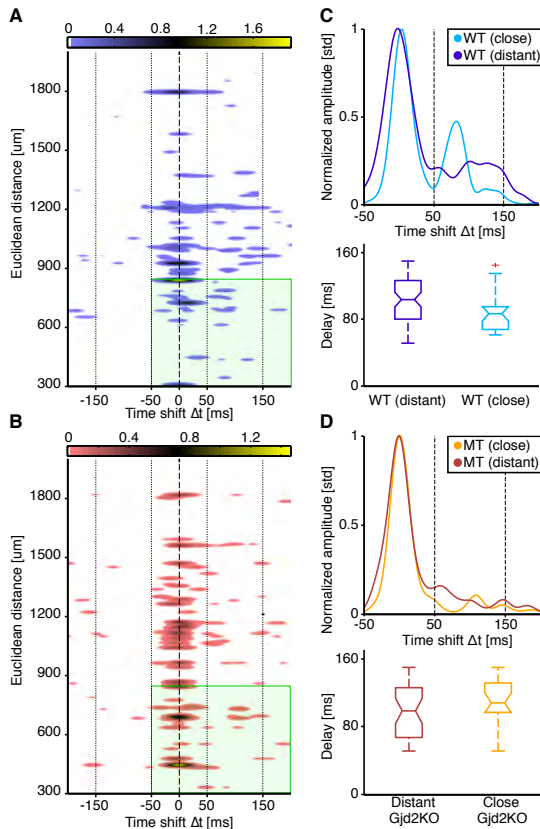 A
0 0.4 0.8 1.2 1.6
Euclidean distance [um]
1800
1500
1200
900
600
300
-150 -50 0 50 150
Time shift Δt [ms]
B
0 0.4 0.8 1.2
Euclidean distance [um]
1800
1500
1200
900
600
300
-150 -50 0 50 150
Time shift Δt [ms]
C
Normalized amplitude [std]
1
0.5
0
WT (close)
WT (distant)
-50 50 150
Time shift Δt [ms]
Delay [ms]
160
80
0
WT (distant) WT (close)
D
Normalized amplitude [std]
1
0.5
0
MT (close)
MT (distant)
-50 50 150
Time shift Δt [ms]
Delay [ms]
160
80
0
Distant Close
Gjd2KO Gjd2KO